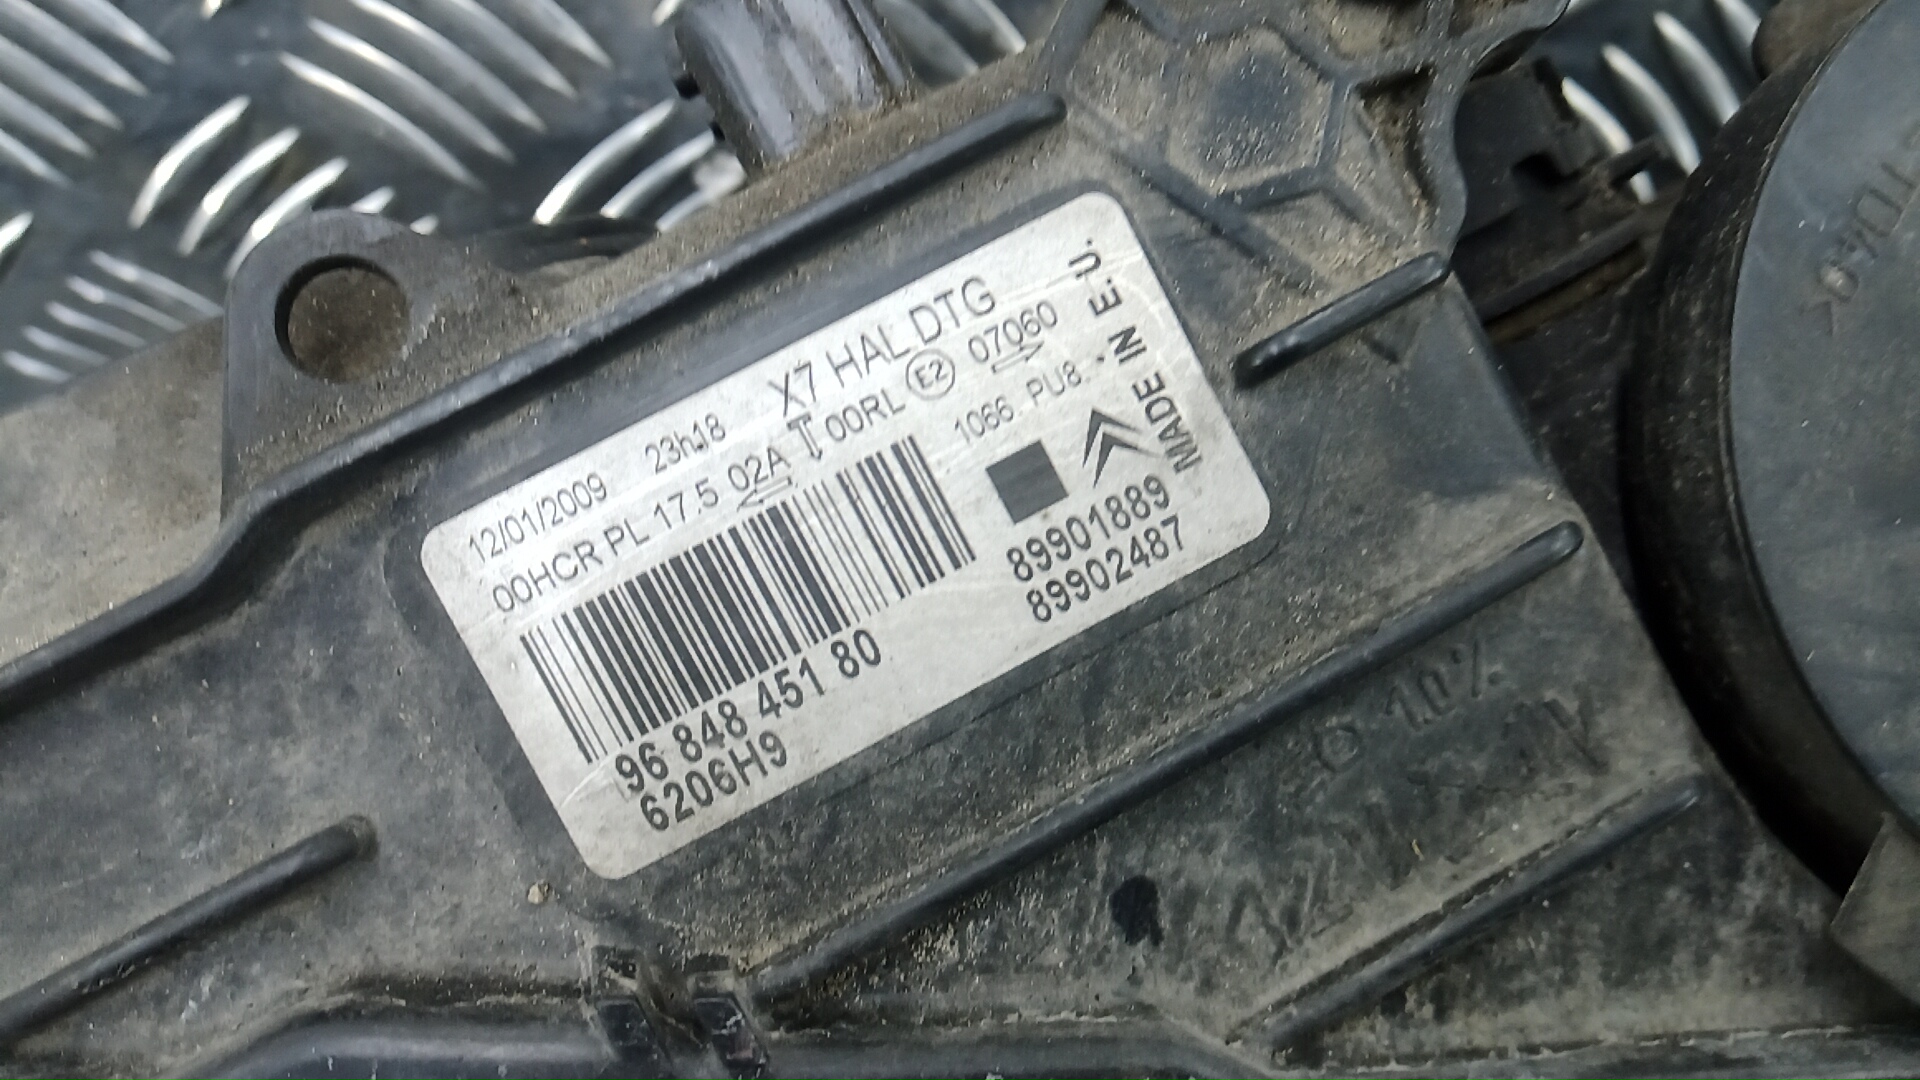 12/01/2009 23h18 X7 HAL DTG
00HCR PL 17.5 02A 00RL E2 07060
1066 PU8
MADE IN E.U.
89901889
89902487
96 848 451 80
6206H9